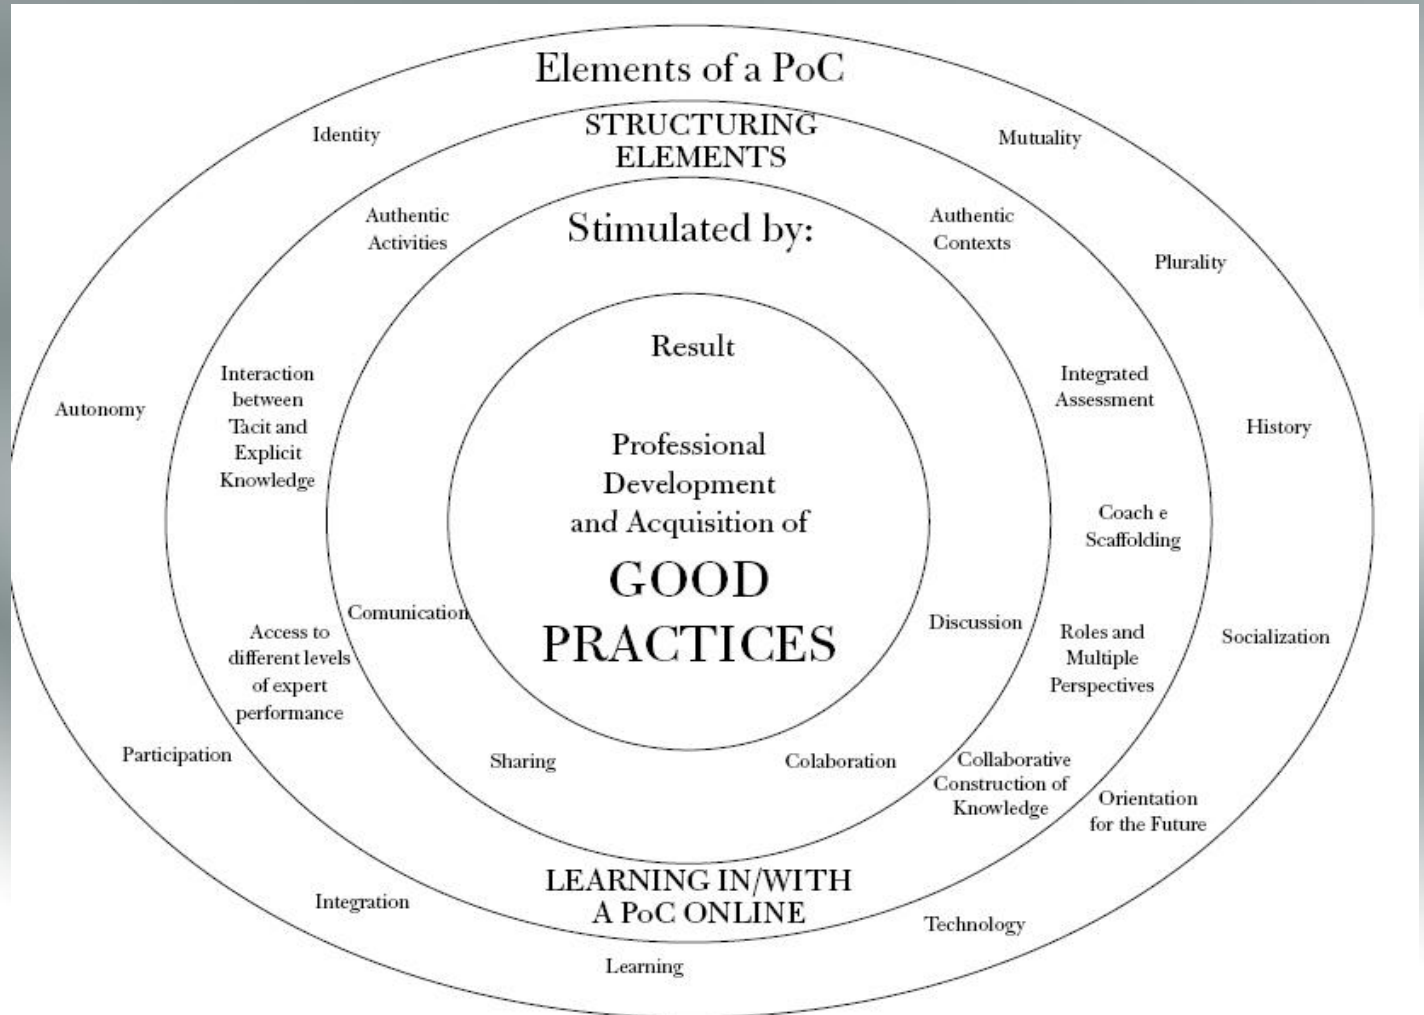 Elements of a PoC
Identity
Mutuality
Plurality
History
Socialization
Orientation
for the Future
Technology
Learning
Integration
Participation
Autonomy
STRUCTURING
ELEMENTS
Authentic
Activities
Authentic
Contexts
Integrated
Assessment
Coach e
Scaffolding
Roles and
Multiple
Perspectives
Collaborative
Construction of
Knowledge
LEARNING IN/WITH
A PoC ONLINE
Access to
different levels
of expert
performance
Interaction
between
Tacit and
Explicit
Knowledge
Stimulated by:
Comunication
Discussion
Sharing
Colaboration
Result
Professional
Development
and Acquisition of
GOOD
PRACTICES